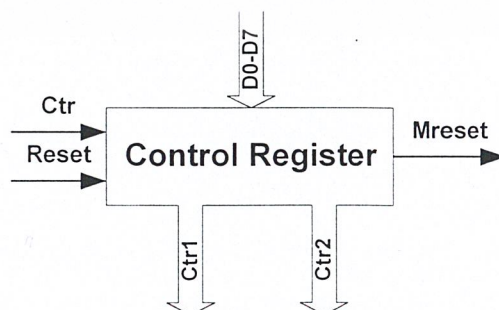 D0-D7
Ctr
Reset
Control Register
Mreset
Ctr1
Ctr2